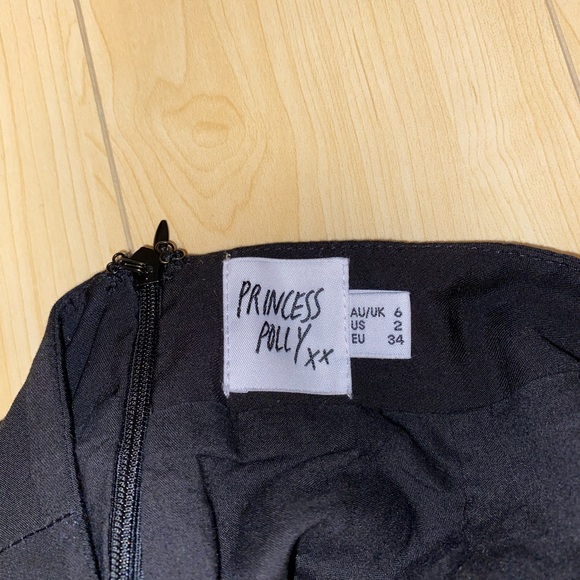 PRINCESS
POLLY xx
AU/UK 6
US 2
EU 34